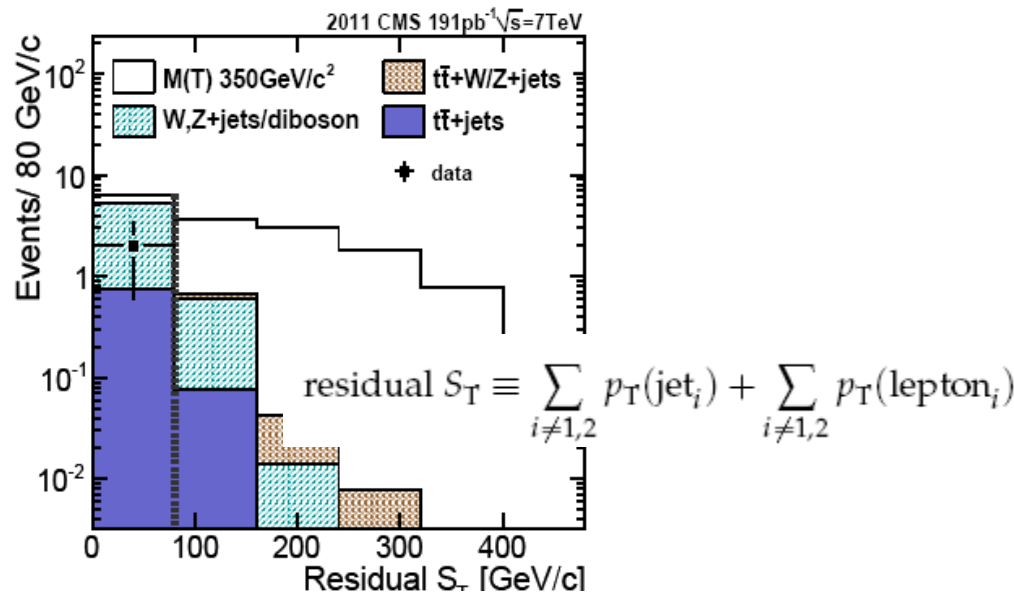 2011 CMS 191pb⁻¹√s=7TeV
Events/ 80 GeV/c
10²
10
1
10⁻¹
10⁻²
M(T) 350GeV/c²
tt̄+W/Z+jets
W,Z+jets/diboson
tt̄+jets
data
residual S_T ≡ ∑_{i≠1,2} p_T(jet_i) + ∑_{i≠1,2} p_T(lepton_i)
0 100 200 300 400
Residual S_T [GeV/c]